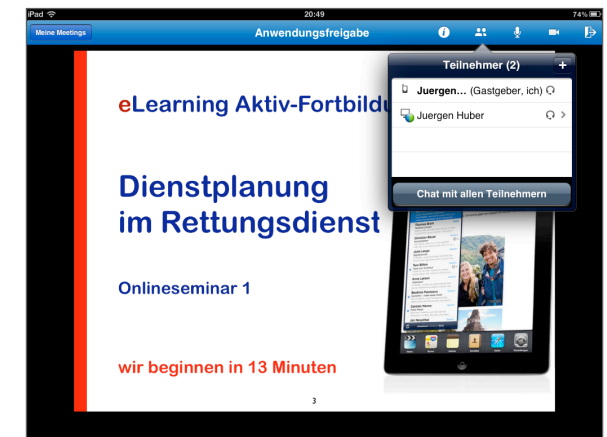 iPad
20:49
74%
Meine Meetings
Anwendungsfreigabe
Teilnehmer (2)
+
Juergen... (Gastgeber, ich)
Juergen Huber
Chat mit allen Teilnehmern
eLearning Aktiv-Fortbildu
Dienstplanung
im Rettungsdienst
Onlineseminar 1
wir beginnen in 13 Minuten
3